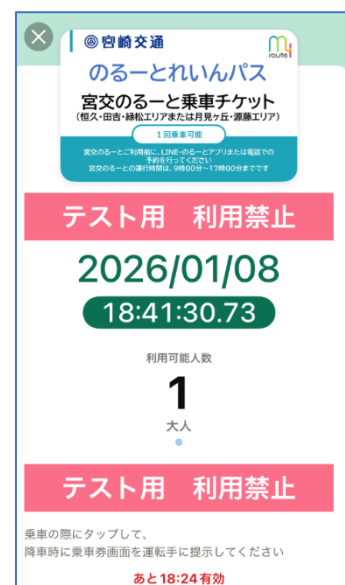 宮崎交通
my
route
のるーとれいんパス
宮交のるーと乗車チケット
(恒久・田吉・緑松エリアまたは月見ヶ丘・源藤エリア)
1回乗車可能
宮交のるーとご利用前に、LINE・のるーとアプリまたは電話での
予約を行ってください
宮交のるーとの運行時間は、9時00分~17時00分までです
テスト用 利用禁止
2026/01/08
18:41:30.73
利用可能人数
1
大人
テスト用 利用禁止
乗車の際にタップして、
降車時に乗車券画面を運転手に提示してください
あと18:24有効